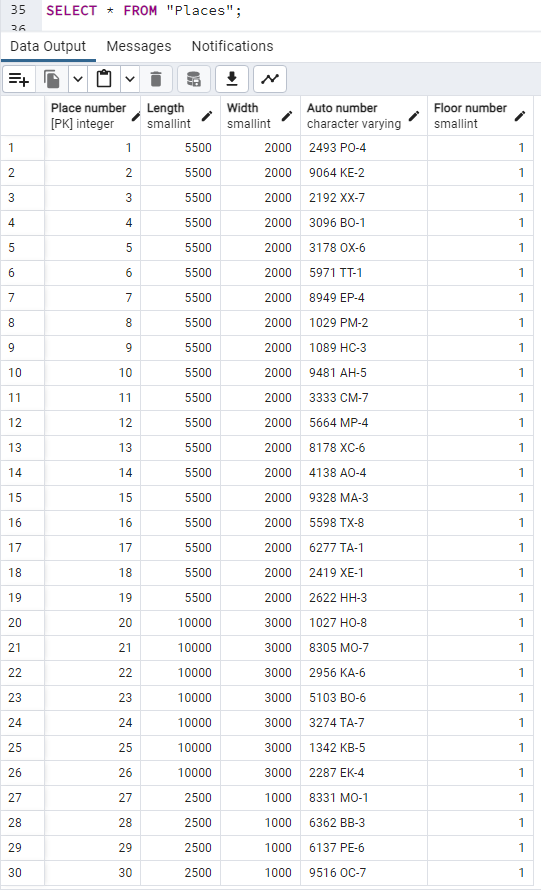 35 SELECT * FROM "Places";
36
Data Output Messages Notifications
Place number Length Width Auto number Floor number
[PK] integer smallint smallint character varying smallint
1 1 5500 2000 2493 PO-4 1
2 2 5500 2000 9064 KE-2 1
3 3 5500 2000 2192 XX-7 1
4 4 5500 2000 3096 BO-1 1
5 5 5500 2000 3178 OX-6 1
6 6 5500 2000 5971 TT-1 1
7 7 5500 2000 8949 EP-4 1
8 8 5500 2000 1029 PM-2 1
9 9 5500 2000 1089 HC-3 1
10 10 5500 2000 9481 AH-5 1
11 11 5500 2000 3333 CM-7 1
12 12 5500 2000 5664 MP-4 1
13 13 5500 2000 8178 XC-6 1
14 14 5500 2000 4138 AO-4 1
15 15 5500 2000 9328 MA-3 1
16 16 5500 2000 5598 TX-8 1
17 17 5500 2000 6277 TA-1 1
18 18 5500 2000 2419 XE-1 1
19 19 5500 2000 2622 HH-3 1
20 20 10000 3000 1027 HO-8 1
21 21 10000 3000 8305 MO-7 1
22 22 10000 3000 2956 KA-6 1
23 23 10000 3000 5103 BO-6 1
24 24 10000 3000 3274 TA-7 1
25 25 10000 3000 1342 KB-5 1
26 26 10000 3000 2287 EK-4 1
27 27 2500 1000 8331 MO-1 1
28 28 2500 1000 6362 BB-3 1
29 29 2500 1000 6137 PE-6 1
30 30 2500 1000 9516 OC-7 1